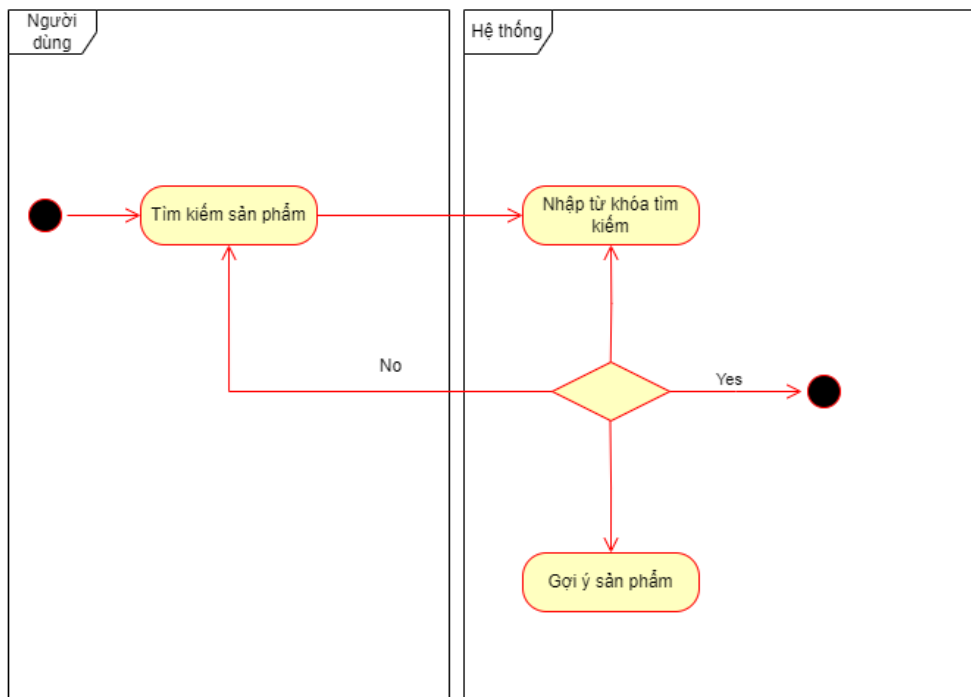 Người
dùng
Hệ thống
Tìm kiếm sản phẩm
Nhập từ khóa tìm
kiếm
No
Yes
Gợi ý sản phẩm